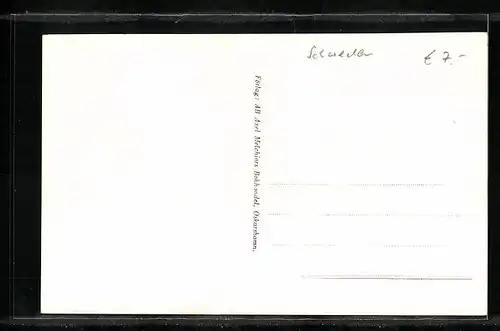 Schweden
€ 7.-
Förlag: AB Axel Melchiors Bokhandel, Oskarshamn.